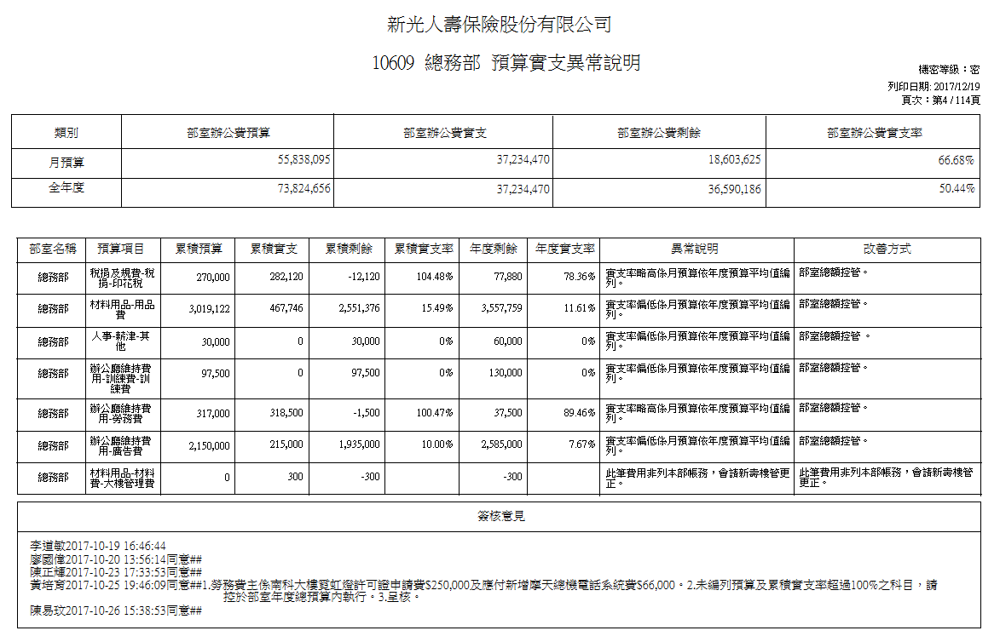 新光人壽保險股份有限公司
10609 總務部 預算實支異常說明
機密等級：密
列印日期: 2017/12/19
頁次：第4 / 114頁
類別 部室辦公費預算 部室辦公費實支 部室辦公費剩餘 部室辦公費實支率
月預算 55,838,095 37,234,470 18,603,625 66.68%
全年度 73,824,656 37,234,470 36,590,186 50.44%
部室名稱 預算項目 累積預算 累積實支 累積剩餘 累積實支率 年度剩餘 年度實支率 異常說明 改善方式
總務部 稅捐及規費-稅 270,000 282,120 -12,120 104.48% 77,880 78.36% 實支率略高係月預算依年度預算平均值編 部室總額控管。
捐-印花稅 列。
總務部 材料用品-用品 3,019,122 467,746 2,551,376 15.49% 3,557,759 11.61% 實支率偏低係月預算依年度預算平均值編 部室總額控管。
費 列。
總務部 人事-薪津-其 30,000 0 30,000 0% 60,000 0% 實支率偏低係月預算依年度預算平均值編 部室總額控管 。
他 列。
總務部 辦公廳維持費 97,500 0 97,500 0% 130,000 0% 實支率偏低係月預算依年度預算平均值編 部室總額控管。
用-訓練費-訓 列。
練費
總務部 辦公廳維持費 317,000 318,500 -1,500 100.47% 37,500 89.46% 實支率略高係月預算依年度預算平均值編 部室總額控管。
用-勞務費 列。
總務部 辦公廳維持費 2,150,000 215,000 1,935,000 10.00% 2,585,000 7.67% 實支率偏低係月預算依年度預算平均值編 部室總額控管。
用-廣告費 列。
總務部 材料用品-材料 0 300 -300 -300 此筆費用非列本部帳務，會請新壽樓管更 此筆費用非列本部帳務，會請新壽樓管
費-大樓管理費 正。 更正。
簽核意見
李道敏2017-10-19 16:46:44
廖國偉2017-10-20 13:56:14同意##
陳正輝2017-10-23 17:33:53同意##
黃培育2017-10-25 19:46:09同意##1.勞務費主係南科大樓霓虹燈許可證申請費$250,000及應付新增摩天總機電話系統費$66,000。2.未編列預算及累積實支率超過100%之科目，請
控於部室年度總預算內執行。3.呈核。
陳易玟2017-10-26 15:38:53同意##